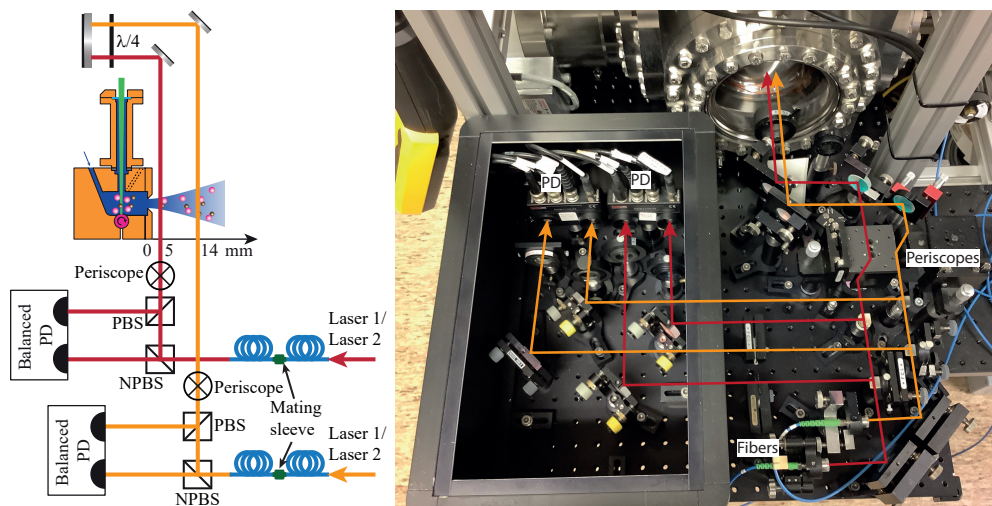 λ/4
0 5 14 mm
Periscope
Balanced
PD
PBS
NPBS
Laser 1/
Laser 2
Periscope
Mating
sleeve
Balanced
PD
PBS
NPBS
Laser 1/
Laser 2
PD
PD
Periscopes
Fibers